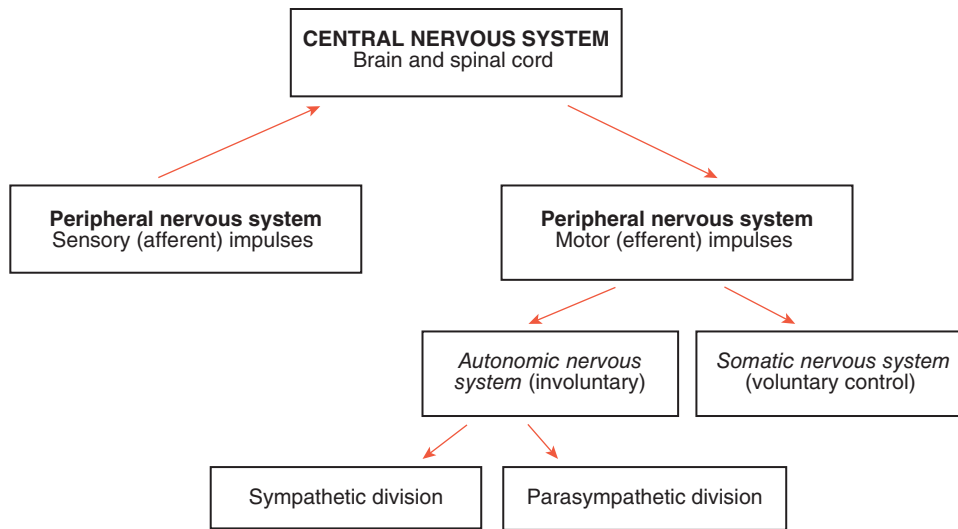 CENTRAL NERVOUS SYSTEM
Brain and spinal cord
Peripheral nervous system
Sensory (afferent) impulses
Peripheral nervous system
Motor (efferent) impulses
Autonomic nervous
system (involuntary)
Somatic nervous system
(voluntary control)
Sympathetic division
Parasympathetic division